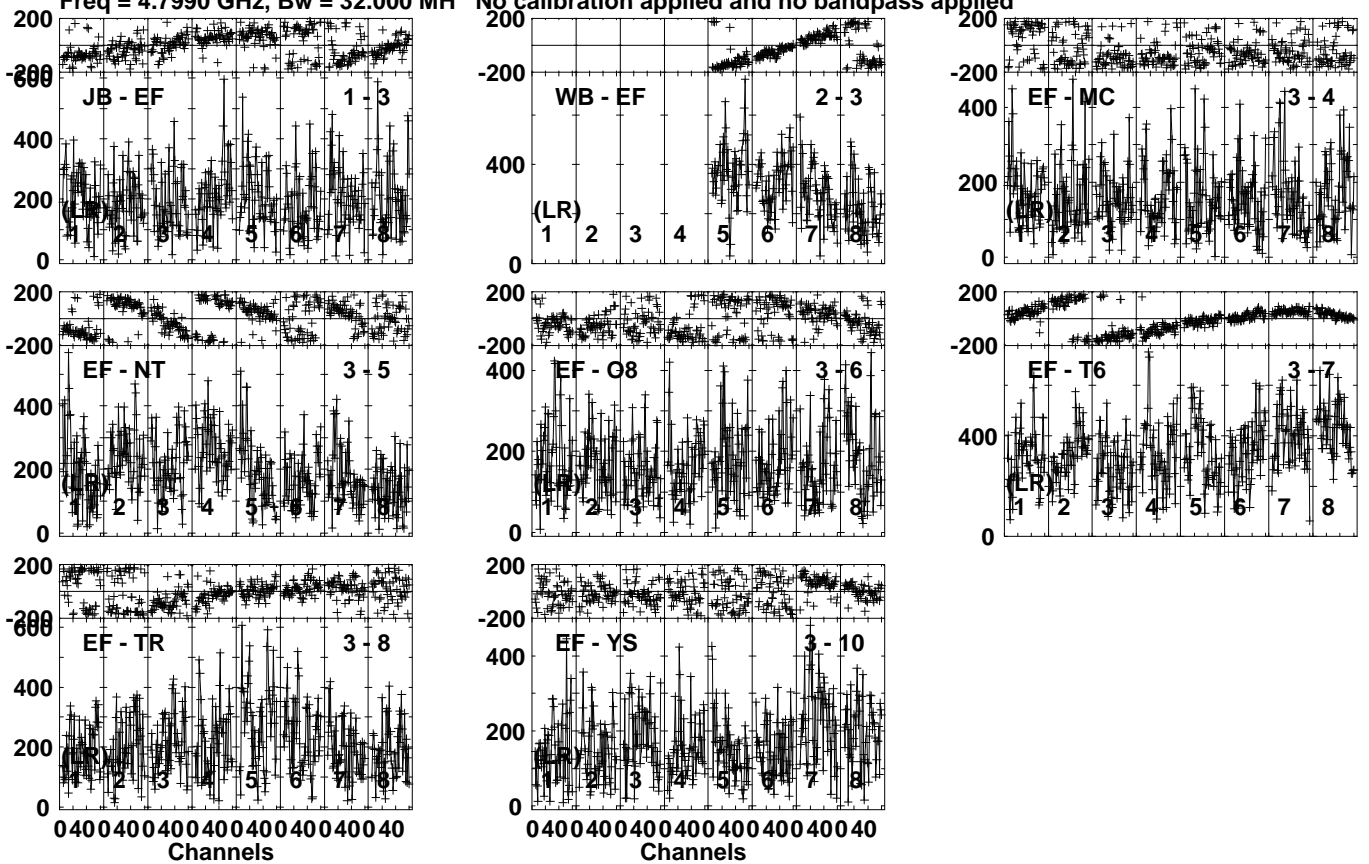 Freq = 4.7990 GHz, Bw = 32.000 MH No calibration applied and no bandpass applied
200
-200
600
400
200
0
JB - EF 1 - 3
(LR)
1 2 3 4 5 6 7 8
200
-200
400
0
WB - EF 2 - 3
(LR)
1 2 3 4 5 6 7 8
200
-200
400
200
0
EF - MC 3 - 4
(LR)
1 2 3 4 5 6 7 8
200
-200
400
200
0
EF - NT 3 - 5
(LR)
1 2 3 4 5 6 7 8
200
-200
400
200
0
EF - O8 3 - 6
(LR)
1 2 3 4 5 6 7 8
200
-200
400
0
EF - T6 3 - 7
(LR)
1 2 3 4 5 6 7 8
200
-200
600
400
200
0
EF - TR 3 - 8
(LR)
1 2 3 4 5 6 7 8
0 40 0 40 0 40 0 40 0 40 0 40 0 40 0 40
Channels
200
-200
400
200
0
EF - YS 3 - 10
(LR)
1 2 3 4 5 6 7 8
0 40 0 40 0 40 0 40 0 40 0 40 0 40 0 40
Channels